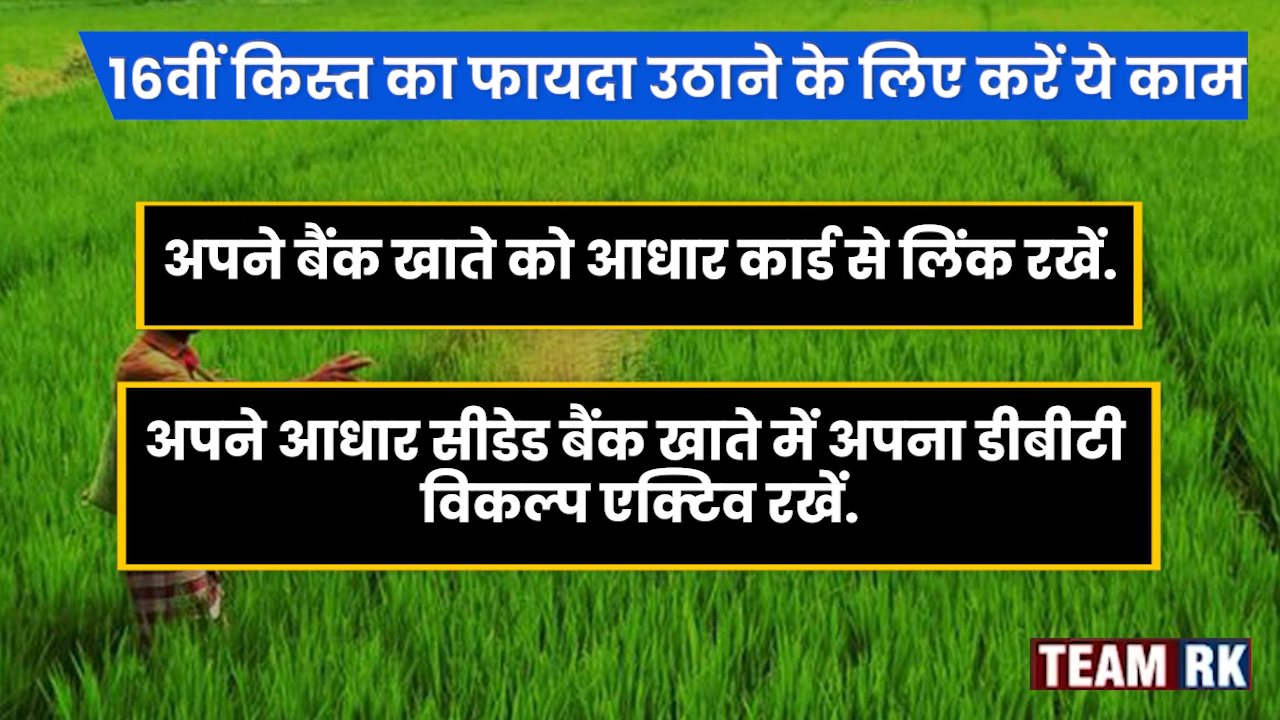 16वीं किस्त का फायदा उठाने के लिए करें ये काम
अपने बैंक खाते को आधार कार्ड से लिंक रखें.
अपने आधार सीडेड बैंक खाते में अपना डीबीटी
विकल्प एक्टिव रखें.
TEAM RK